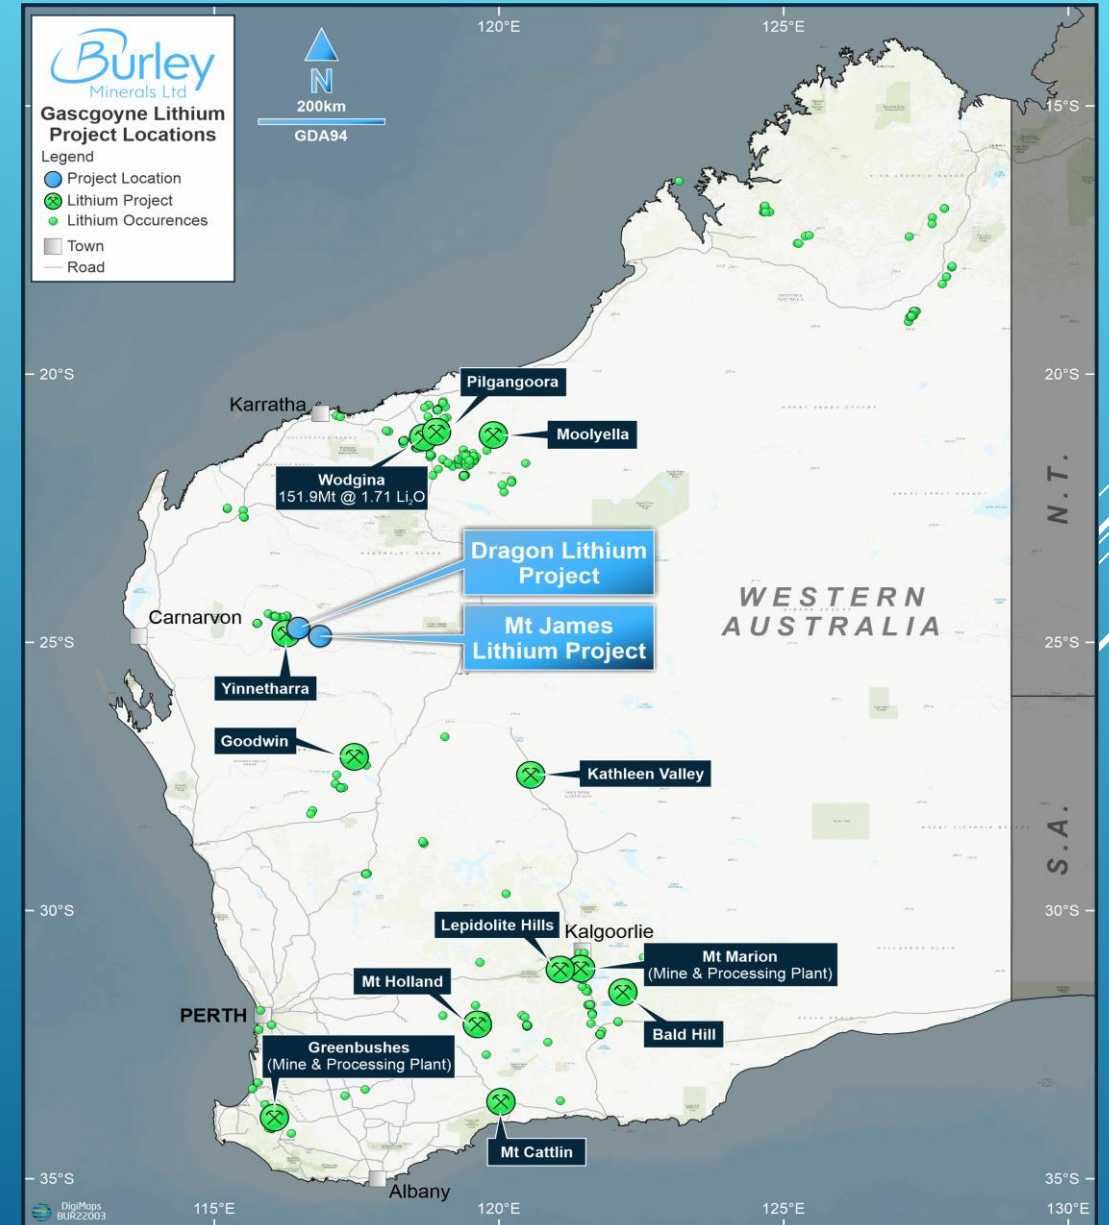 120°E
125°E
Burley
Minerals Ltd
Gascgoyne Lithium
Project Locations
Legend
Project Location
Lithium Project
Lithium Occurences
Town
Road
N
200km
GDA94
15°S
20°S
20°S
Pilgangoora
Karratha
Moolyella
Wodgina
151.9Mt @ 1.71 Li₂O
N.T.
Dragon Lithium
Project
WESTERN
AUSTRALIA
Carnarvon
Mt James
Lithium Project
25°S
25°S
Yinnetharra
Goodwin
Kathleen Valley
S.A.
30°S
30°S
Lepidolite Hills
Kalgoorlie
Mt Marion
(Mine & Processing Plant)
Mt Holland
PERTH
Bald Hill
Greenbushes
(Mine & Processing Plant)
Mt Cattlin
35°S
35°S
Albany
DigiMaps
BUR22003
115°E
120°E
125°E
130°E